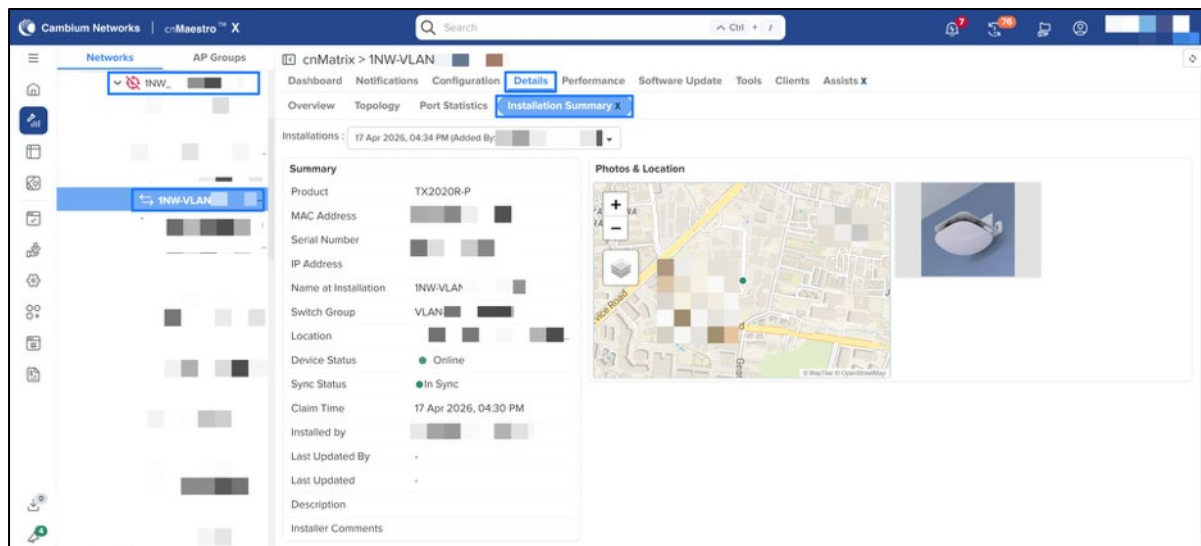 Cambium Networks | cnMaestro™ X
Search
Ctrl + /
7
76
Networks
AP Groups
1NW_
1NW-VLAN
0
4
cnMatrix > 1NW-VLAN
Dashboard Notifications Configuration Details Performance Software Update Tools Clients Assists X
Overview Topology Port Statistics Installation Summary X
Installations : 17 Apr 2026, 04:34 PM (Added By:
Summary
Product TX2020R-P
MAC Address
Serial Number
IP Address
Name at Installation 1NW-VLAN
Switch Group VLAN
Location
Device Status Online
Sync Status In Sync
Claim Time 17 Apr 2026, 04:30 PM
Installed by
Last Updated By -
Last Updated -
Description
Installer Comments
Photos & Location
+
−
vice Road
© MapTiler © OpenStreetMap